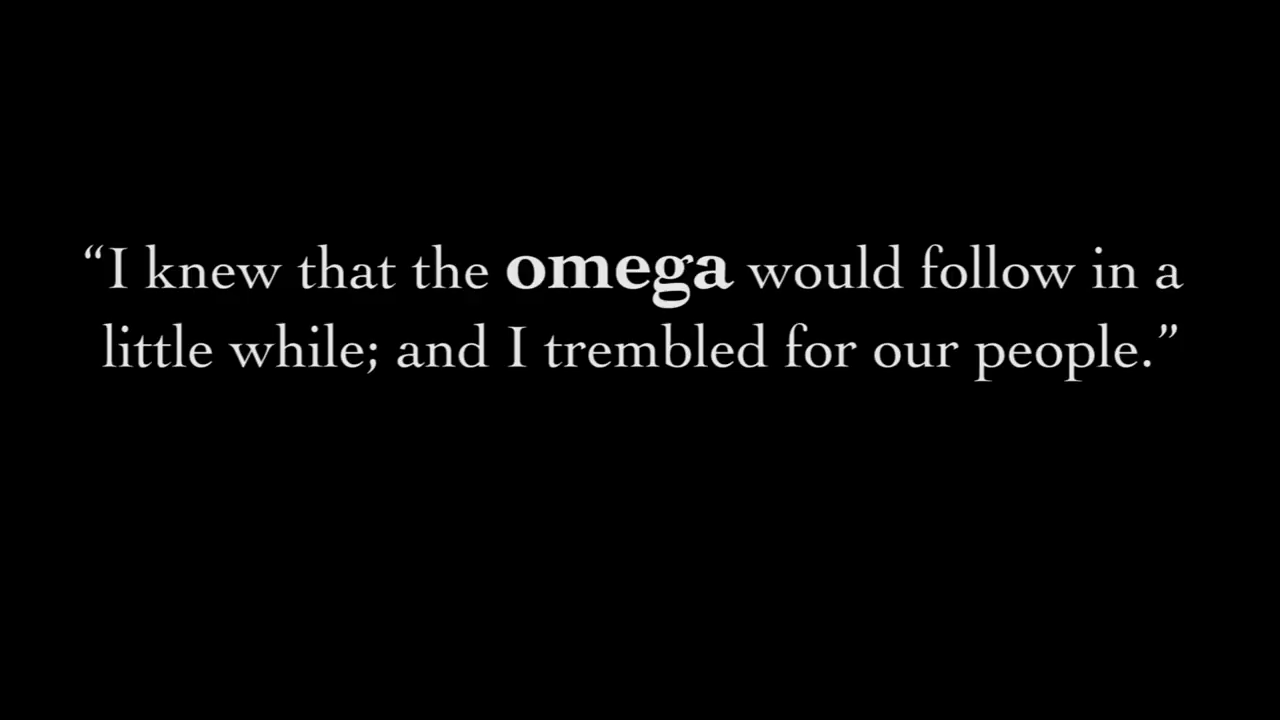 “I knew that the omega would follow in a
little while; and I trembled for our people.”